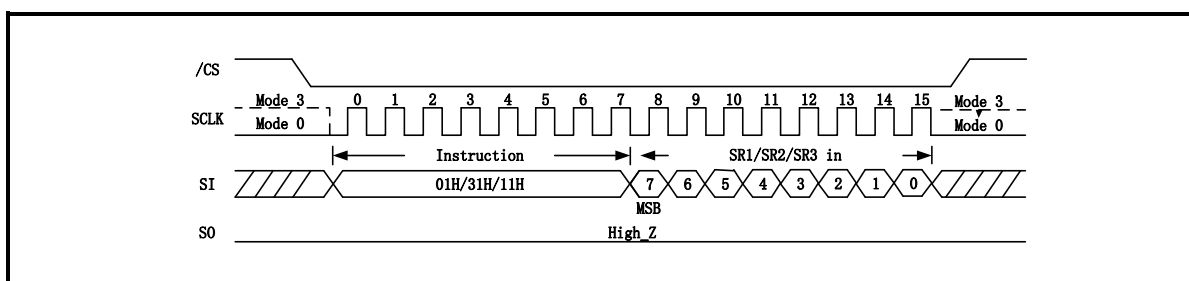 /CS
Mode 3 0 1 2 3 4 5 6 7 8 9 10 11 12 13 14 15 Mode 3
SCLK
Mode 0 Mode 0
Instruction SR1/SR2/SR3 in
SI 01H/31H/11H 7 6 5 4 3 2 1 0
MSB
SO High_Z